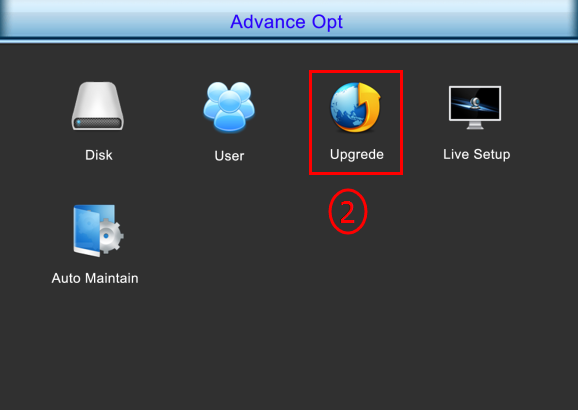 Advance Opt
Disk
User
Upgrede
Live Setup
2
Auto Maintain